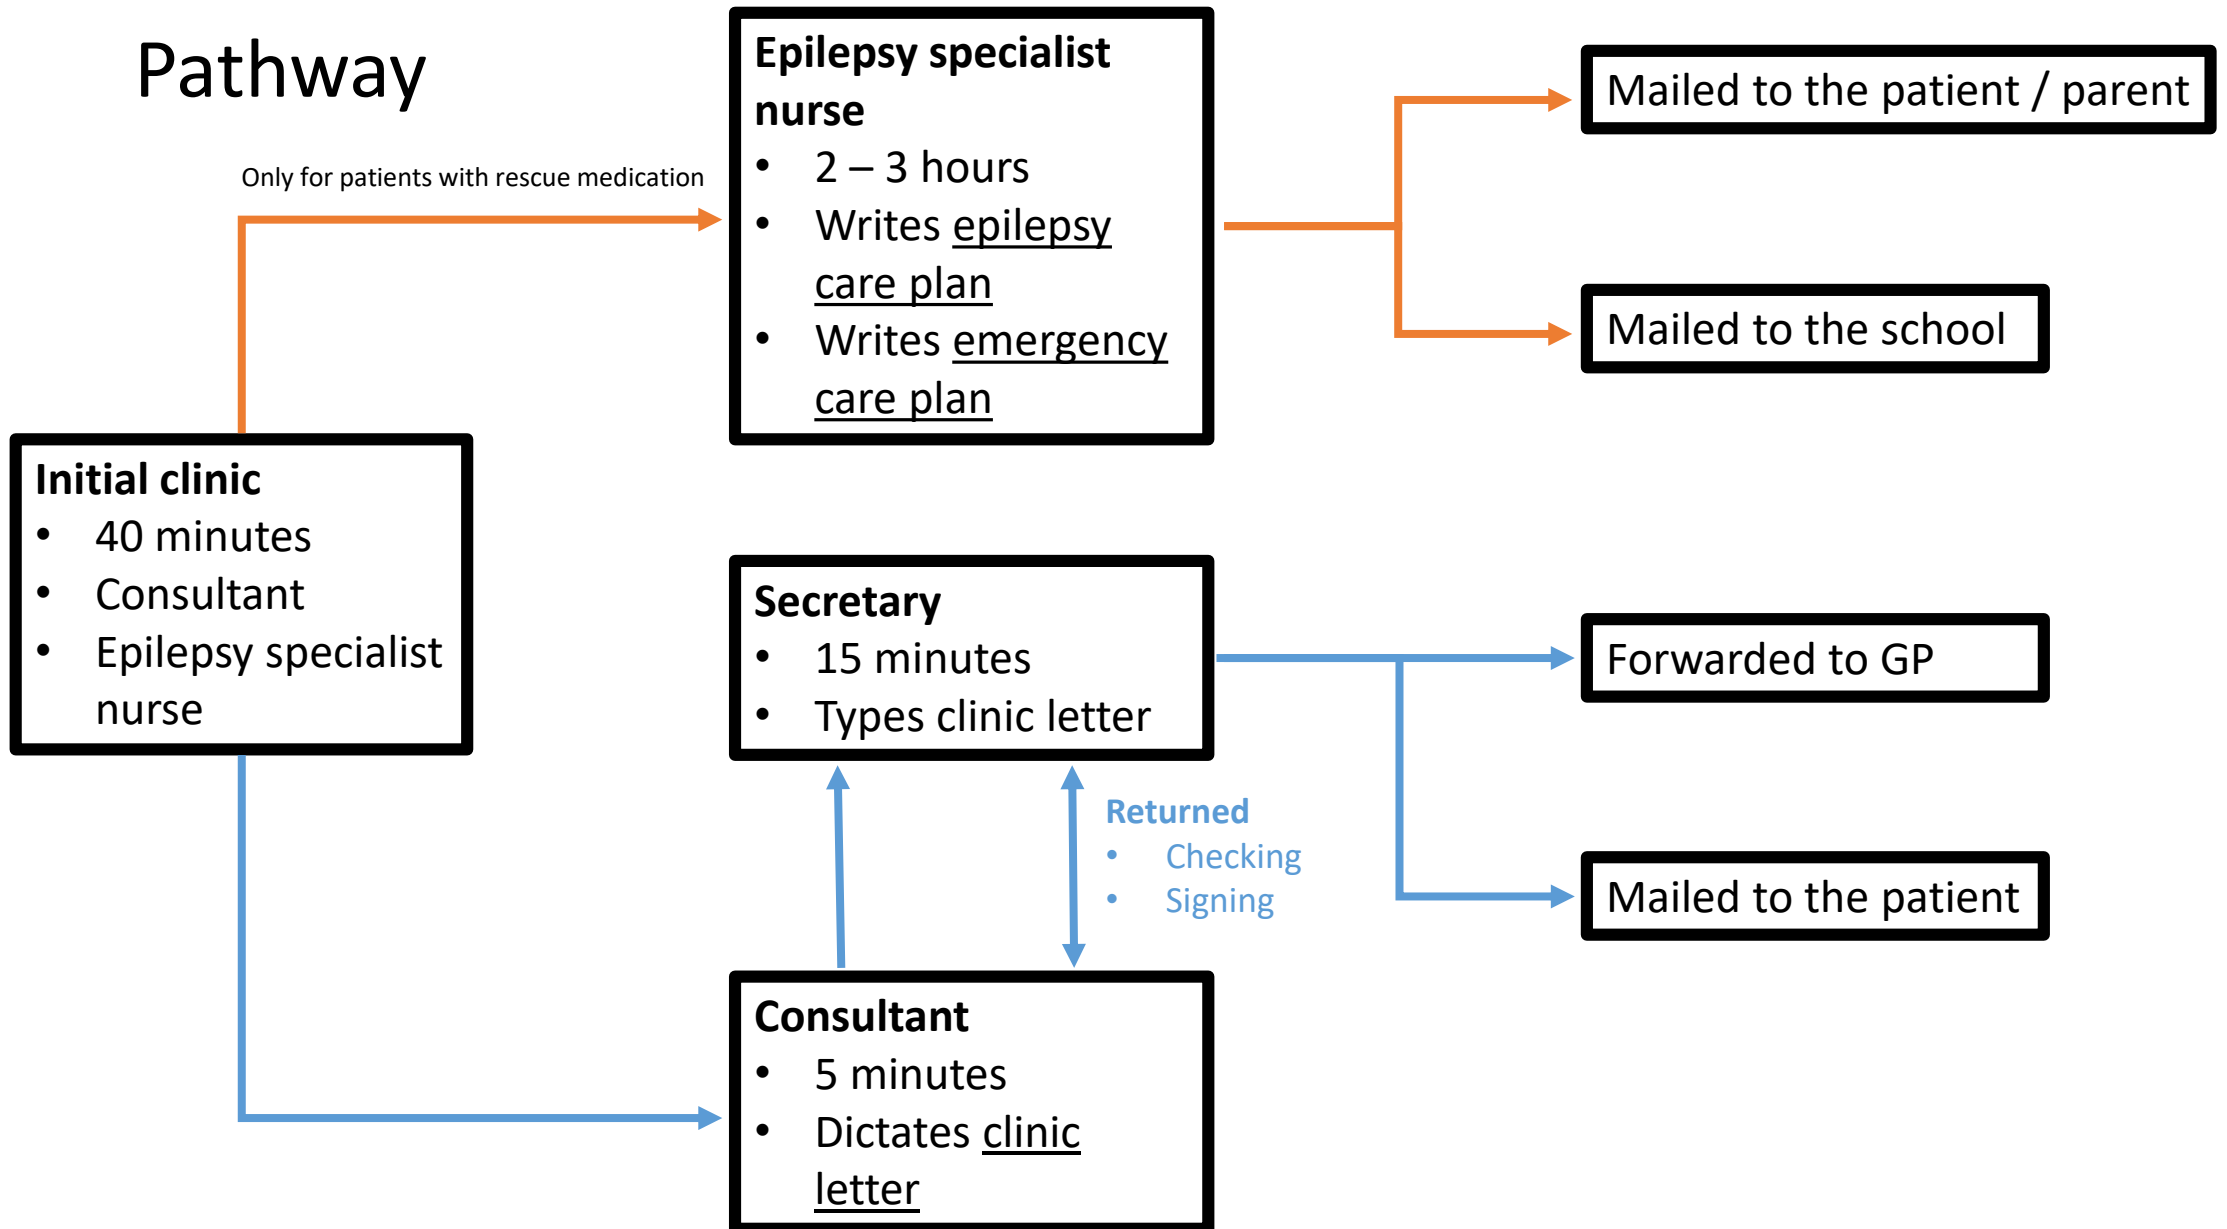 Pathway
Only for patients with rescue medication
Epilepsy specialist
nurse
• 2 – 3 hours
• Writes epilepsy
care plan
• Writes emergency
care plan
Mailed to the patient / parent
Mailed to the school
Initial clinic
• 40 minutes
• Consultant
• Epilepsy specialist
nurse
Secretary
• 15 minutes
• Types clinic letter
Forwarded to GP
Returned
• Checking
• Signing
Mailed to the patient
Consultant
• 5 minutes
• Dictates clinic
letter